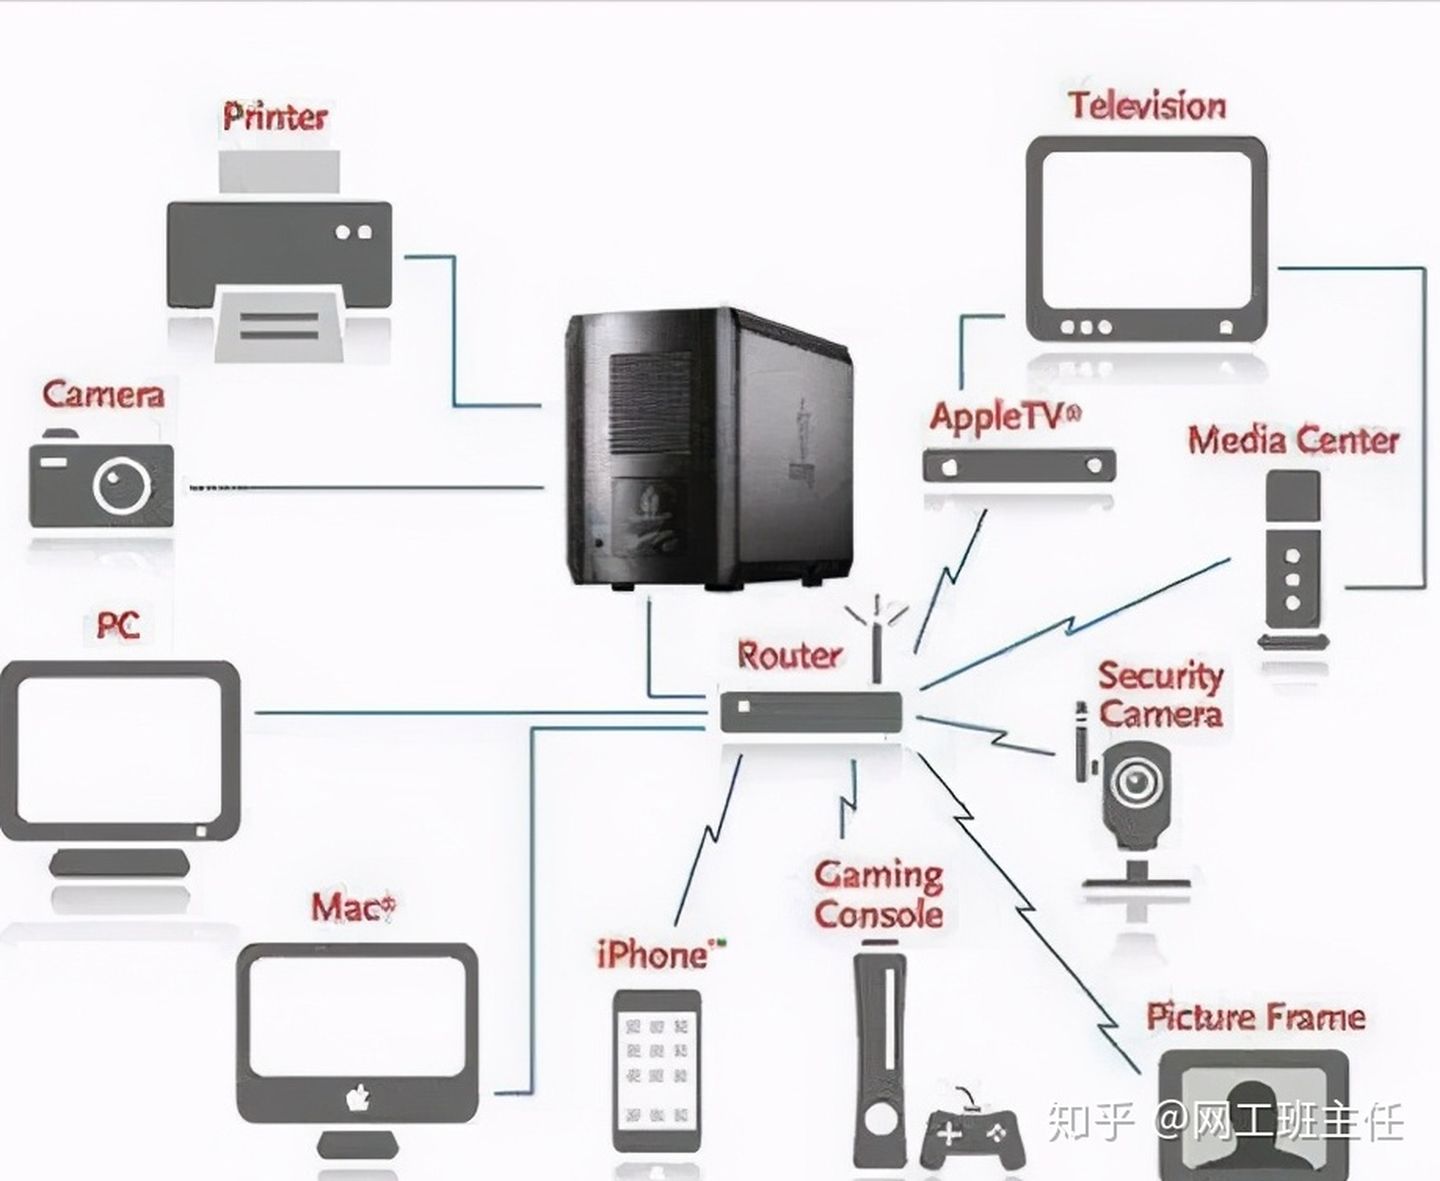 Printer
Television
Camera
AppleTV®
Media Center
PC
Router
Security
Camera
Mac
Gaming
Console
iPhone
Picture Frame
知乎 @网工班主任